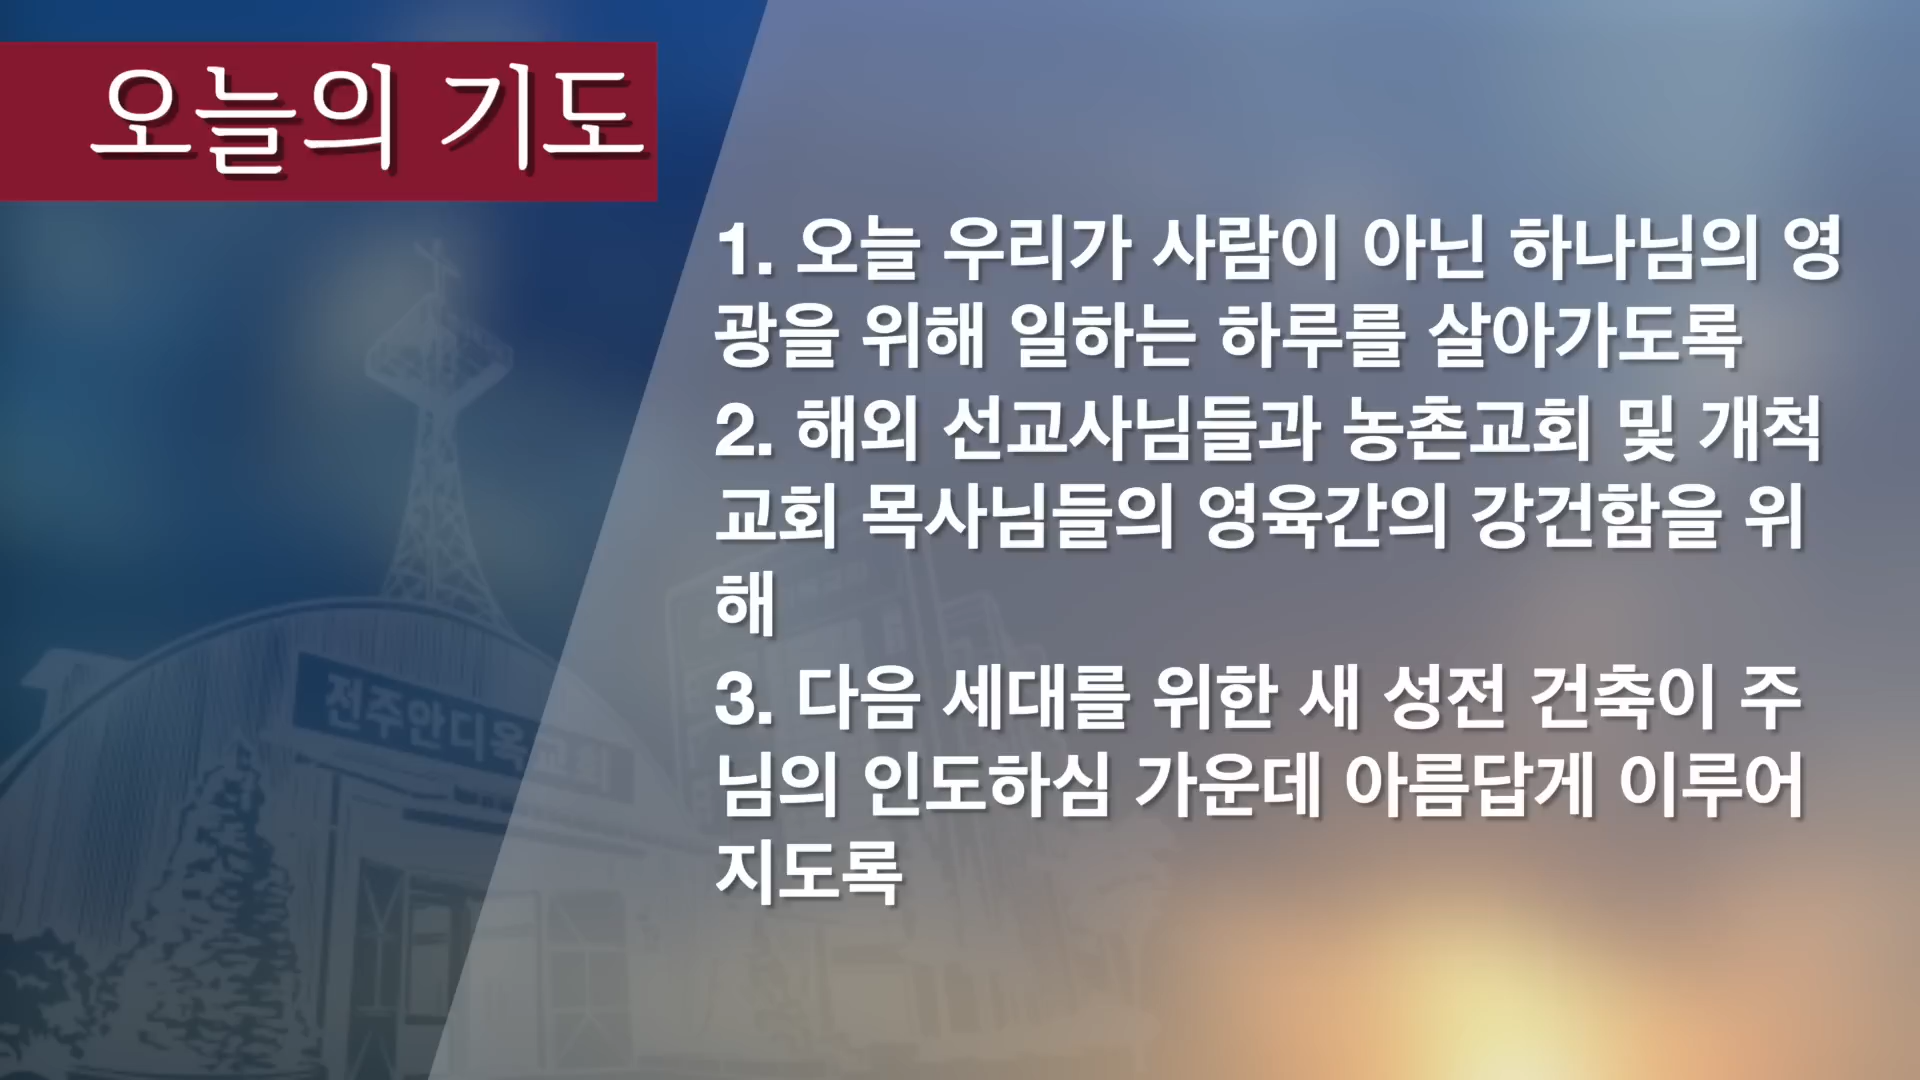 오늘의 기도
1. 오늘 우리가 사람이 아닌 하나님의 영
광을 위해 일하는 하루를 살아가도록
2. 해외 선교사님들과 농촌교회 및 개척
교회 목사님들의 영육간의 강건함을 위
해
3. 다음 세대를 위한 새 성전 건축이 주
님의 인도하심 가운데 아름답게 이루어
지도록
전주안디옥교회